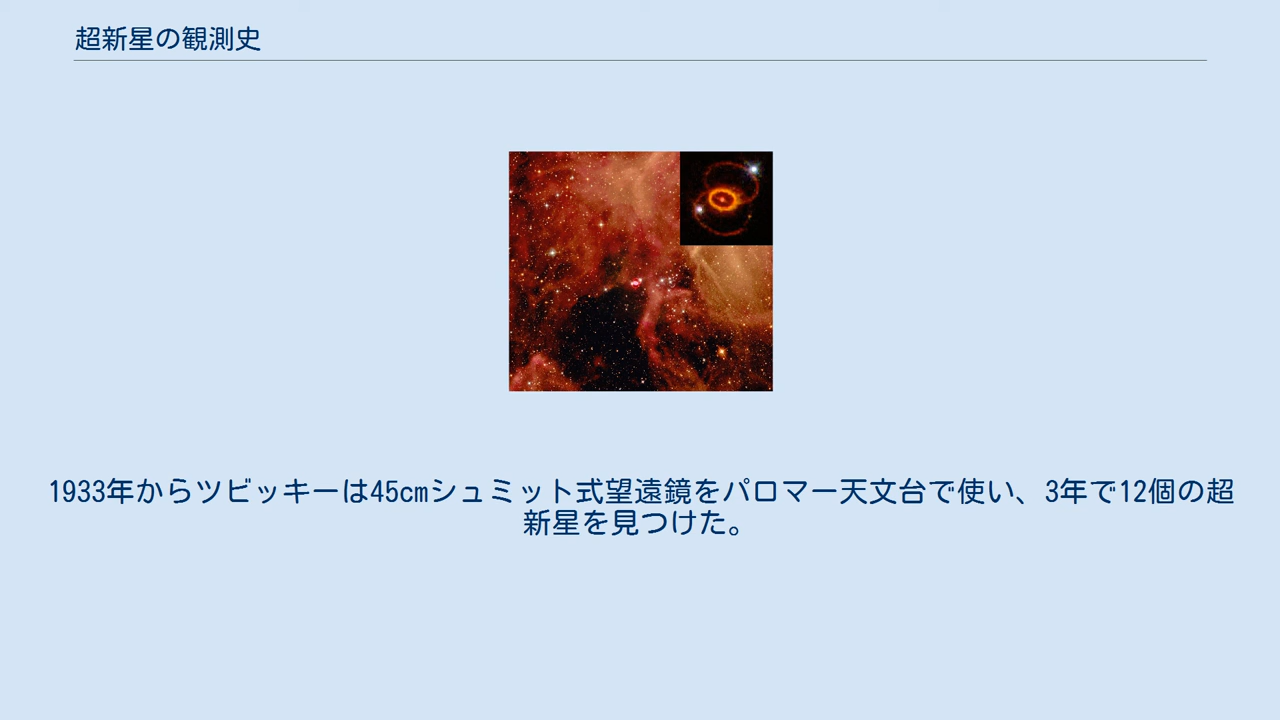 超新星の観測史
1933年からツビッキーは45cmシュミット式望遠鏡をパロマー天文台で使い、3年で12個の超
新星を見つけた。